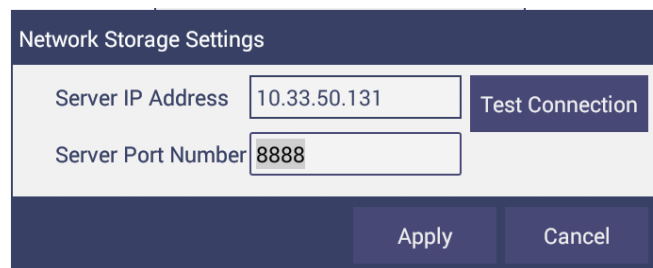 Network Storage Settings
Server IP Address 10.33.50.131 Test Connection
Server Port Number 8888
Apply Cancel